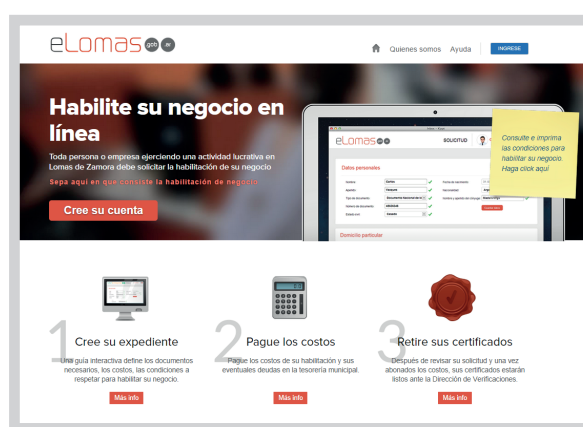 eLomas gob ar
Quienes somos Ayuda INGRESE
Habilite su negocio en
línea
Toda persona o empresa ejerciendo una actividad lucrativa en
Lomas de Zamora debe solicitar la habilitación de su negocio
Sepa aquí en que consiste la habilitación de negocio
Cree su cuenta
eLomas
SOLICITUD
Datos personales
Domicilio particular
Consulte e imprima
las condiciones para
habilitar su negocio.
Haga click aquí
1
Cree su expediente
Una guía interactiva define los documentos
necesarios, los costos, las condiciones a
respetar para habilitar su negocio.
Más info
2
Pague los costos
Pague los costos de su habilitación y sus
eventuales deudas en la tesorería municipal.
Más info
3
Retire sus certificados
Después de revisar su solicitud y una vez
abonados los costos, sus certificados estarán
listos ante la Dirección de Verificaciones.
Más info